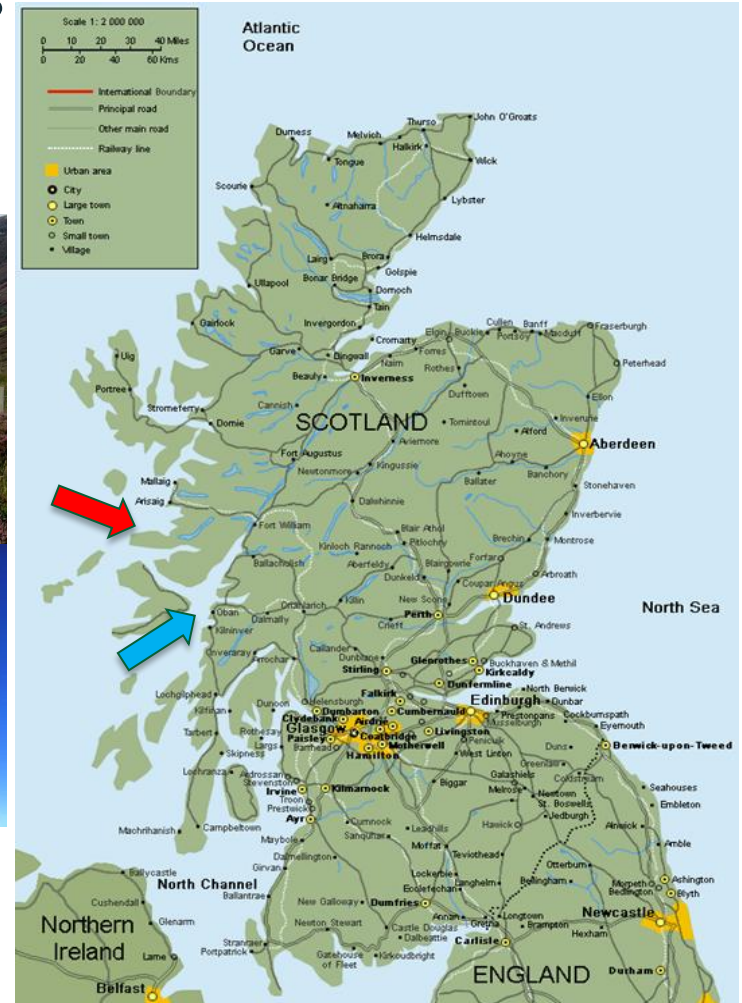 Scale 1: 2 000 000
0 10 20 30 40 Miles
0 20 40 60 Kms
International Boundary
Principal road
Other main road
Railway line
Urban area
City
Large town
Town
Small town
Village
Atlantic
Ocean
John O'Groats
Thurso
Durness
Melvich
Halkirk
Tongue
Wick
Scourie
Altnaharra
Lybster
Helmsdale
Lairg
Brora
Golspie
Bonar Bridge
Ullapool
Dornoch
Tain
Gairlock
Invergordon
Cromarty
Cullen
Banff
Fraserburgh
Elgin
Buckie
Portsoy
Macduff
Uig
Garve
Dingwall
Nairn
Forres
Rothes
Peterhead
Beauly
Inverness
Portree
Dufftown
Ellon
Stromeferry
Cannish
Inverurie
Dornie
SCOTLAND
Tomintoul
Alford
Aviemore
Aberdeen
Fort Augustus
Kingussie
Ahoyne
Newtonmore
Ballater
Banchory
Mallaig
Stonehaven
Arisaig
Dalwhinnie
Inverbervie
Fort William
Blair Athol
Kinloch Rannoch
Pitlochry
Brechin
Montrose
Ballachulish
Aberfeldy
Blairgowrie
Forfar
Dunkeld
Coupar Angus
Arbroath
Oban
Crianlarich
Killin
New Scone
Dundee
North Sea
Dalmally
Perth
Kilninver
Crieff
St. Andrews
Inveraray
Callander
Arrochar
Dunblane
Glenrothes
Buckhaven & Methil
Stirling
Kirkcaldy
Lochgilphead
Dunfermline
North Berwick
Dunoon
Helensburgh
Falkirk
Edinburgh
Dunbar
Kilfinan
Dumbarton
Cumbernauld
Cockburnspath
Clydebank
Airdrie
Prestonpans
Musselburgh
Eyemouth
Tarbert
Rothesay
Glasgow
Coatbridge
Livingston
Paisley
Motherwell
Penicuik
Berwick-upon-Tweed
Largs
Barrhead
West Linton
Duns
Skipness
Hamilton
Greenlaw
Lochranza
Ardrossan
Galashiels
Coldstream
Stevenston
Biggar
Seahouses
Irvine
Kilmarnock
Melrose
Newtown
Troon
St. Boswells
Embleton
Prestwick
Jedburgh
Ayr
Cumnock
Leadhills
Hawick
Alnwick
Machrihanish
Campbeltown
Sanquhar
Maybole
Moffat
Amble
Dalmellington
Teviothead
Ballycastle
Girvan
Otterburn
North Channel
Lockerbie
Ashington
Cushendall
Ballantrae
Ecclefechan
Langholm
Bellingham
Morpeth
Bedlington
Blyth
Northern
Ireland
Glenarm
New Galloway
Dumfries
Newton Stewart
Annan
Longtown
Newcastle
Castle Douglas
Gretna
Brampton
Larne
Stranraer
Dalbeattie
Carlisle
Hexham
Portpatrick
Gatehouse
of Fleet
Kirkoudbright
Belfast
ENGLAND
Durham